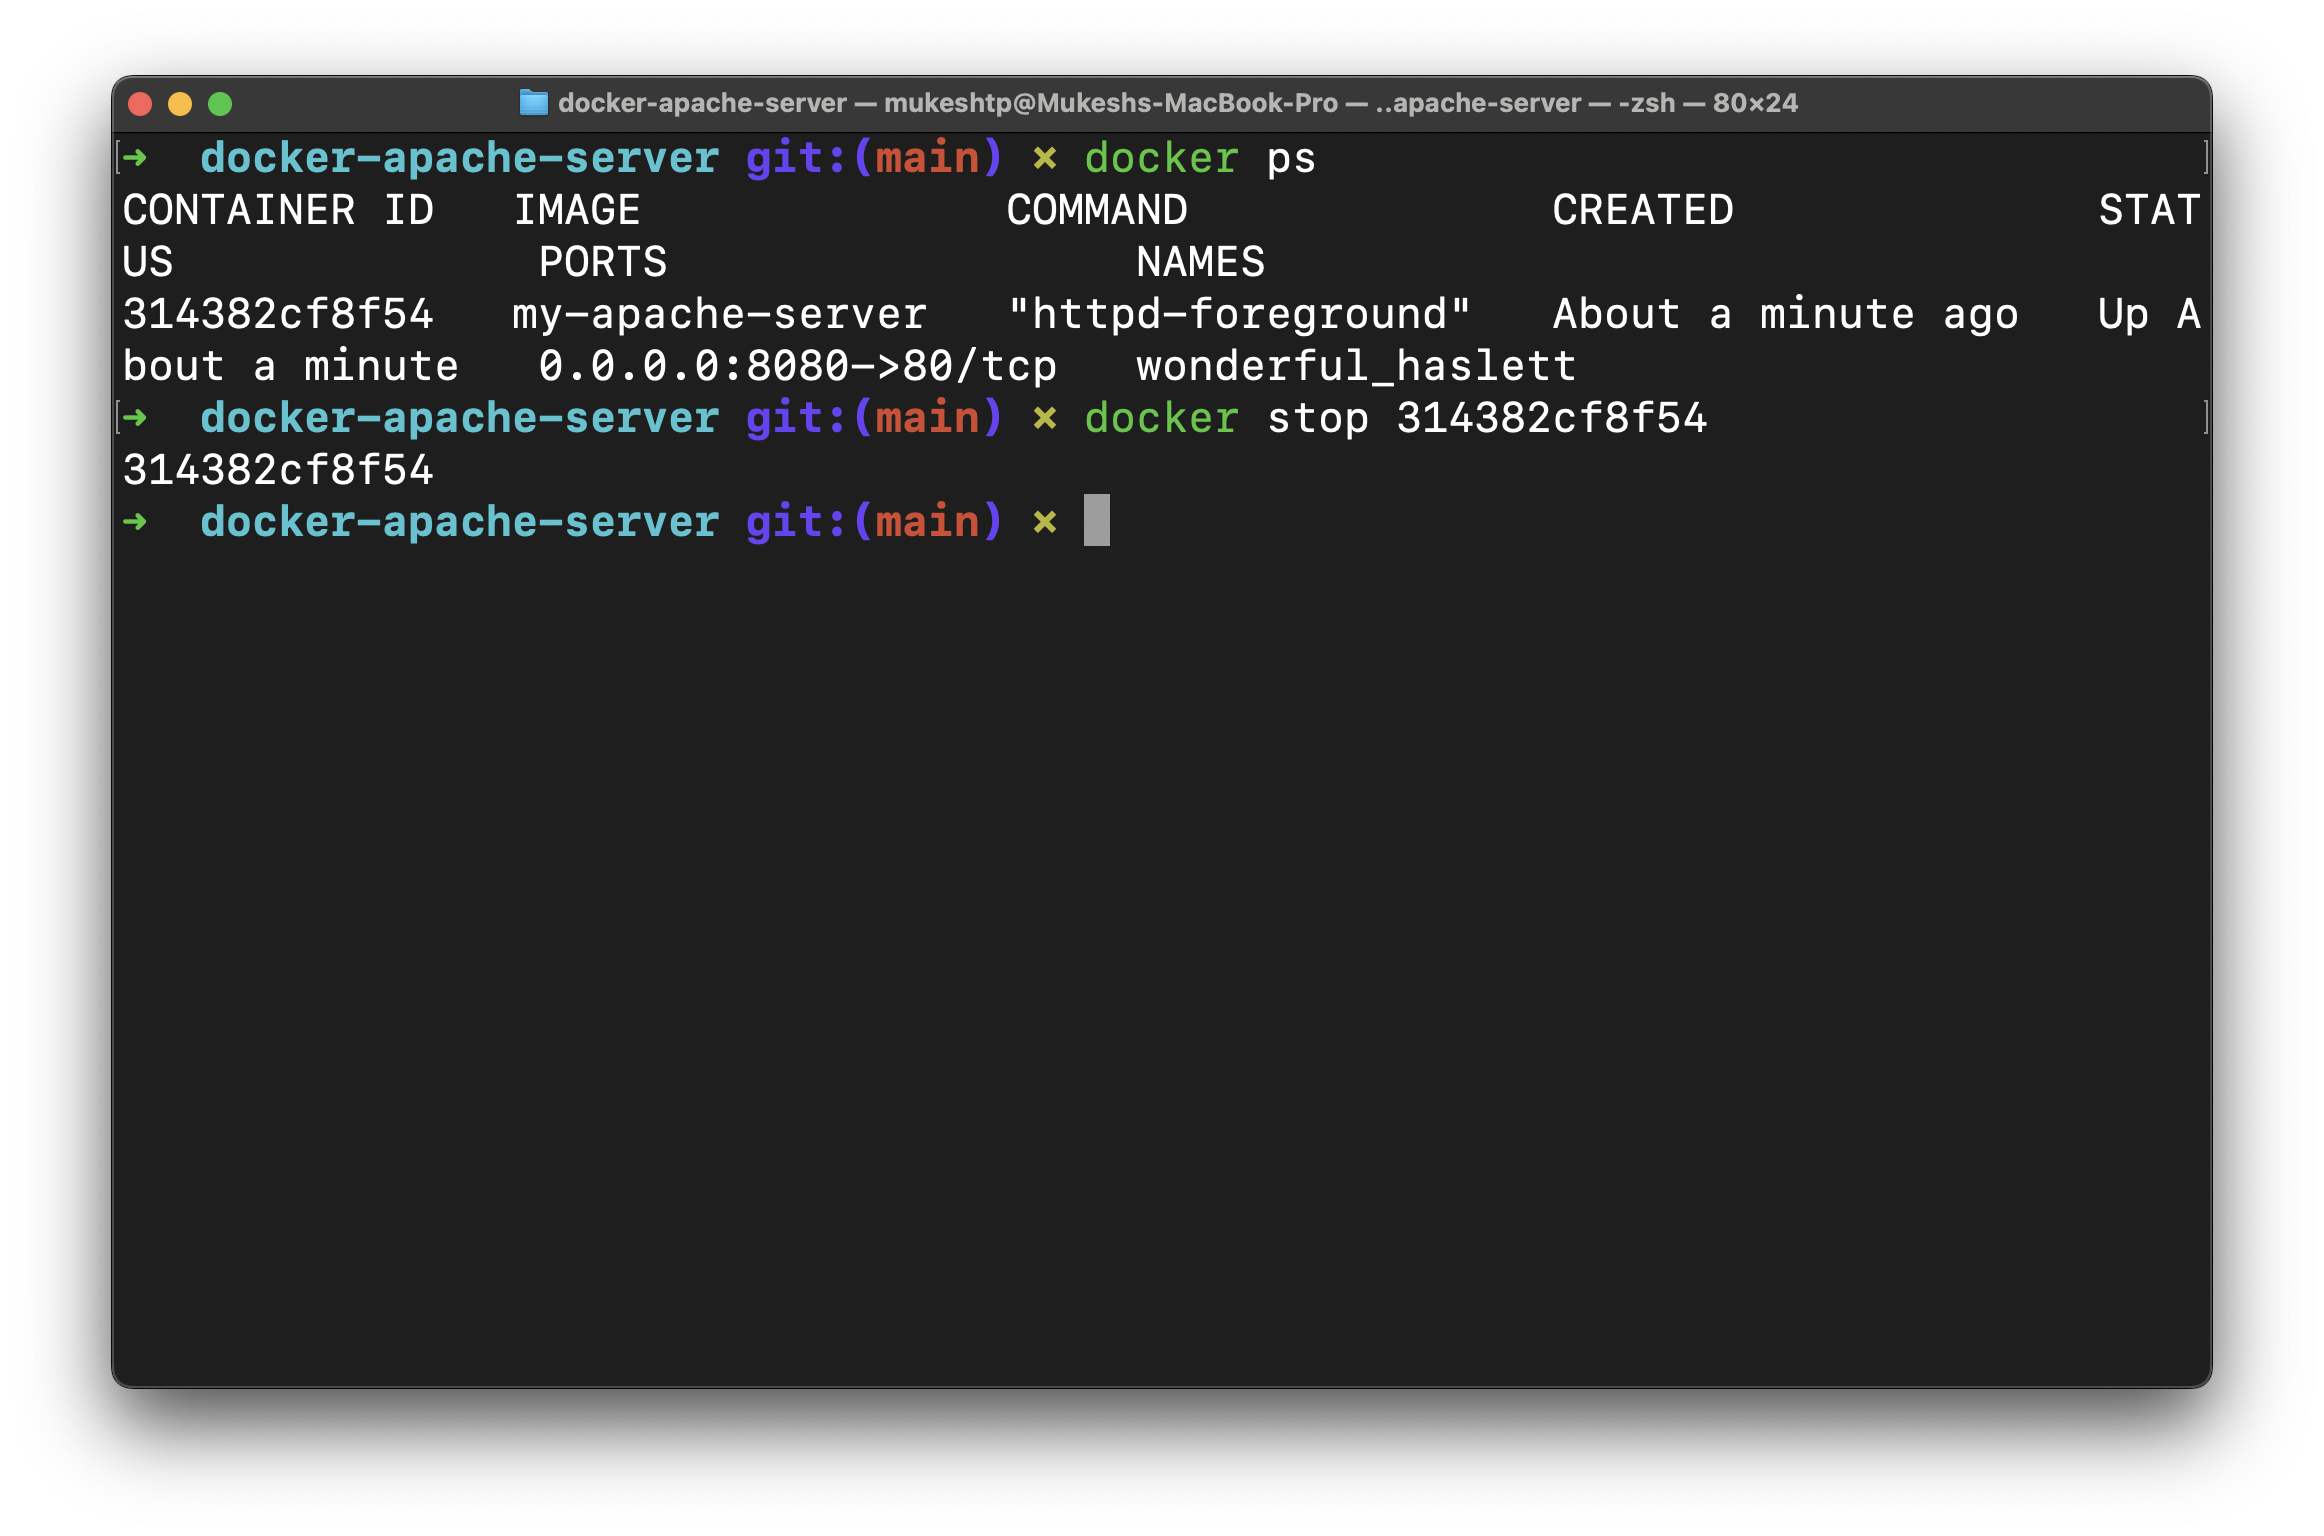 docker-apache-server — mukeshtp@Mukeshs-MacBook-Pro — ..apache-server — -zsh — 80×24
[➜  docker-apache-server git:(main) ✗ docker ps ]
CONTAINER ID   IMAGE              COMMAND              CREATED              STAT
US              PORTS                  NAMES
314382cf8f54   my-apache-server   "httpd-foreground"   About a minute ago   Up A
bout a minute   0.0.0.0:8080->80/tcp   wonderful_haslett
[➜  docker-apache-server git:(main) ✗ docker stop 314382cf8f54 ]
314382cf8f54
➜  docker-apache-server git:(main) ✗